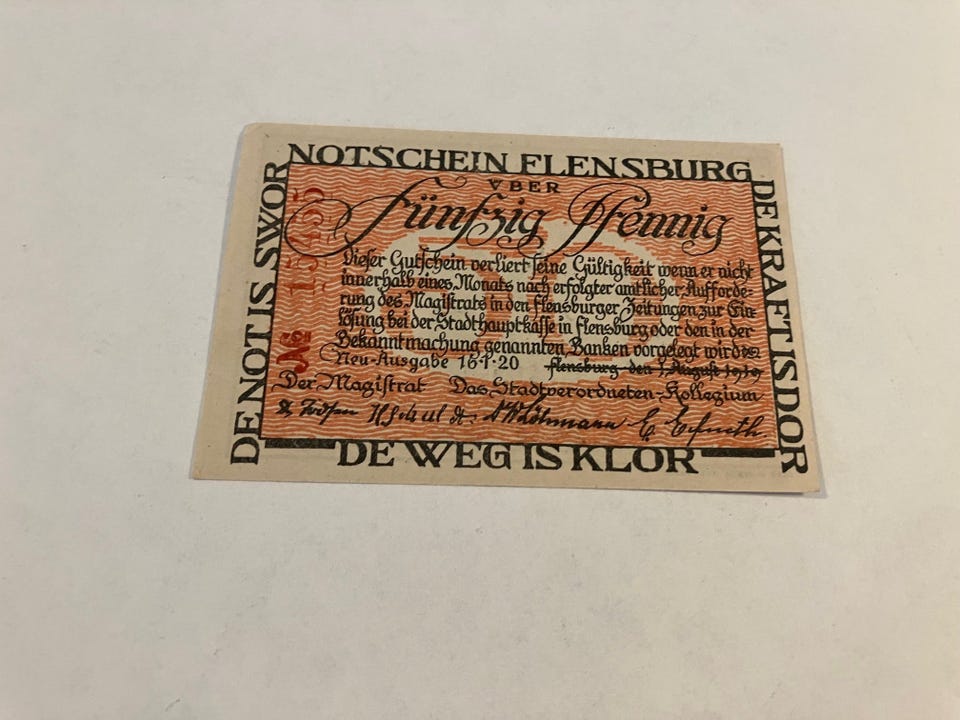 NOTSCHEIN FLENSBURG
VBER
Fünfzig Pfennig
Dieser Gutschein verliert seine Gültigkeit wenn er nicht
innerhalb eines Monats nach erfolgter amtlicher Aufforde-
rung des Magistrats in den Flensburger Zeitungen zur Ein-
lösung bei der Stadthauptkasse in Flensburg oder den in der
Bekanntmachung genannten Banken vorgelegt wird
Neu-Ausgabe 16·1·20 Flensburg den 1. August 1919
Der Magistrat Das Stadtverordneten-Kollegium
DE NOT IS SWOR
№ 15455
DE KRAFT IS DOR
DE WEG IS KLOR